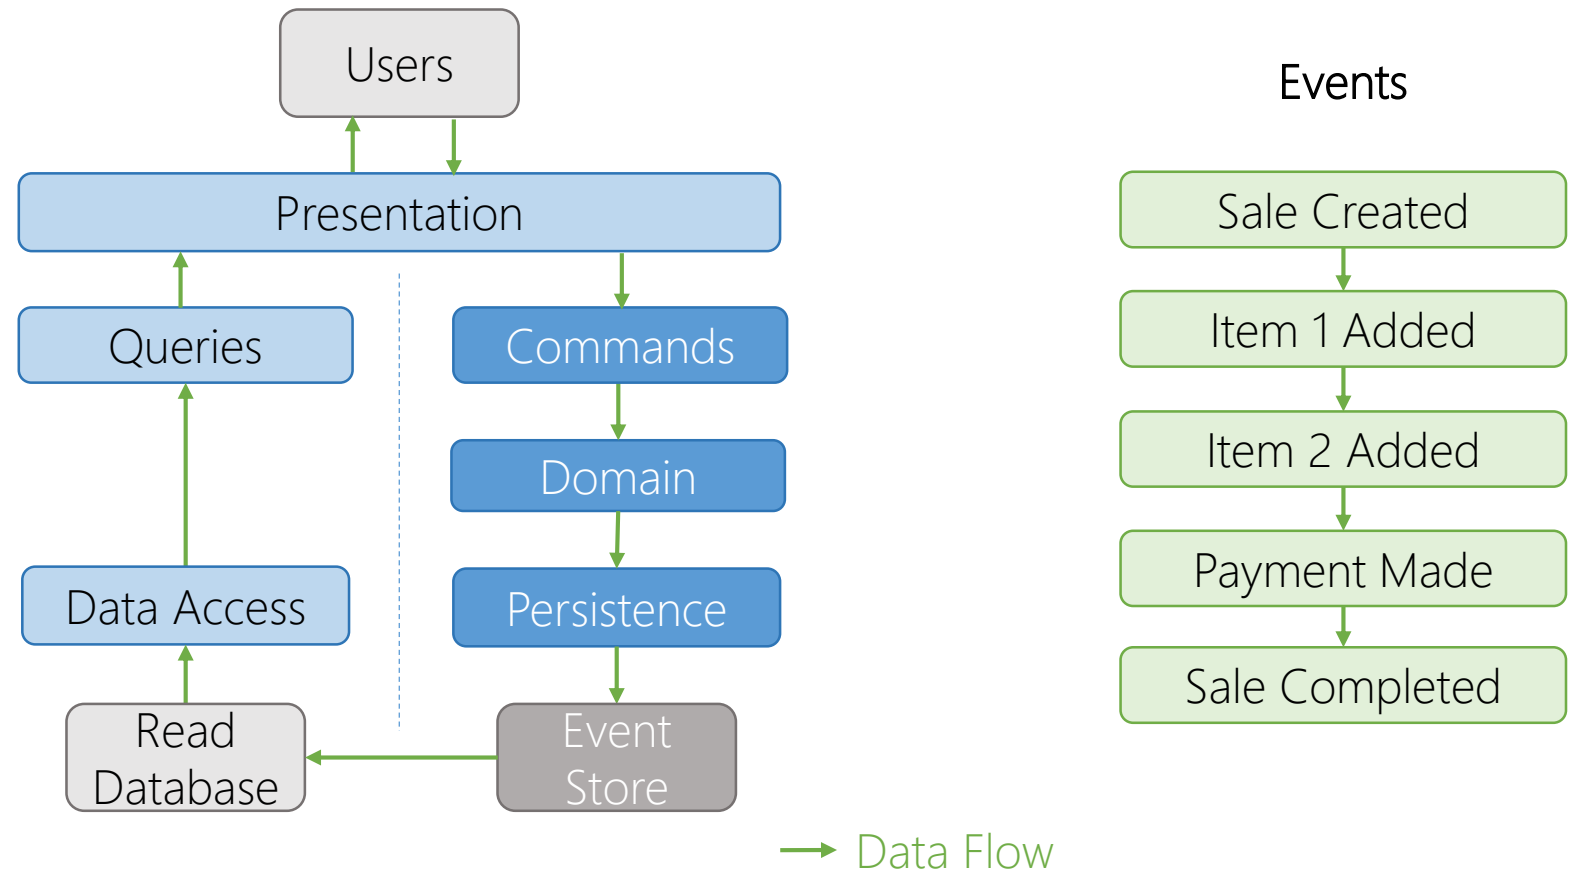 Users
Events
Presentation
Sale Created
Queries
Commands
Item 1 Added
Domain
Item 2 Added
Data Access
Persistence
Payment Made
Read
Database
Event
Store
Sale Completed
Data Flow